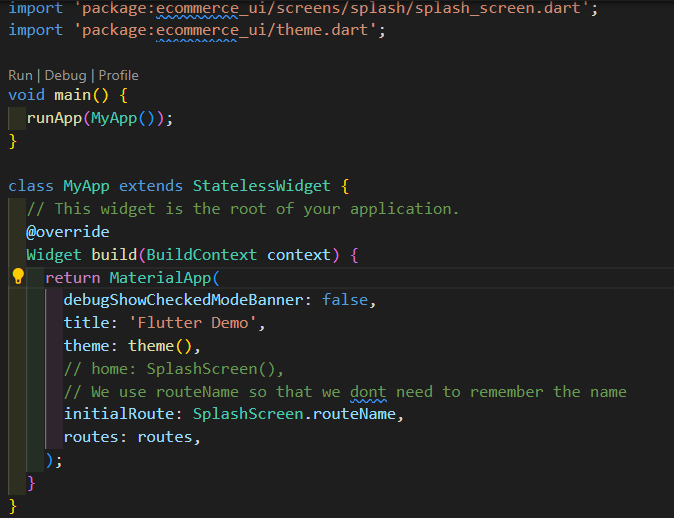 import 'package:ecommerce_ui/screens/splash/splash_screen.dart';
import 'package:ecommerce_ui/theme.dart';
Run | Debug | Profile
void main() {
  runApp(MyApp());
}
class MyApp extends StatelessWidget {
  // This widget is the root of your application.
  @override
  Widget build(BuildContext context) {
    return MaterialApp(
      debugShowCheckedModeBanner: false,
      title: 'Flutter Demo',
      theme: theme(),
      // home: SplashScreen(),
      // We use routeName so that we dont need to remember the name
      initialRoute: SplashScreen.routeName,
      routes: routes,
    );
  }
}